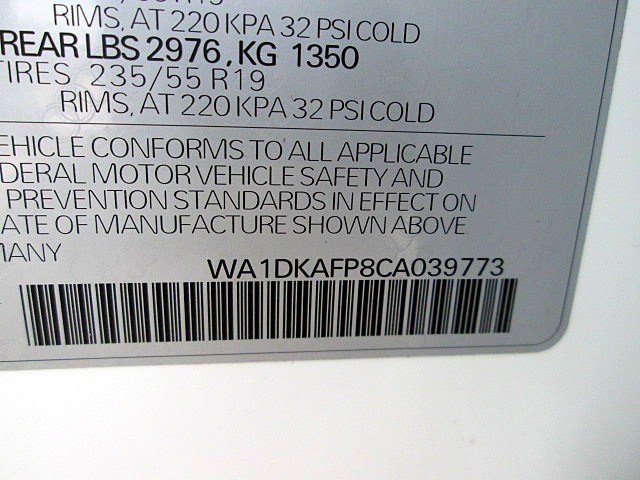 RIMS, AT 220 KPA 32 PSI COLD
REAR LBS 2976, KG 1350
TIRES 235/55 R19
RIMS, AT 220 KPA 32 PSI COLD
EHICLE CONFORMS TO ALL APPLICABLE
DERAL MOTOR VEHICLE SAFETY AND
PREVENTION STANDARDS IN EFFECT ON
ATE OF MANUFACTURE SHOWN ABOVE.
MANY WA1DKAFP8CA039773